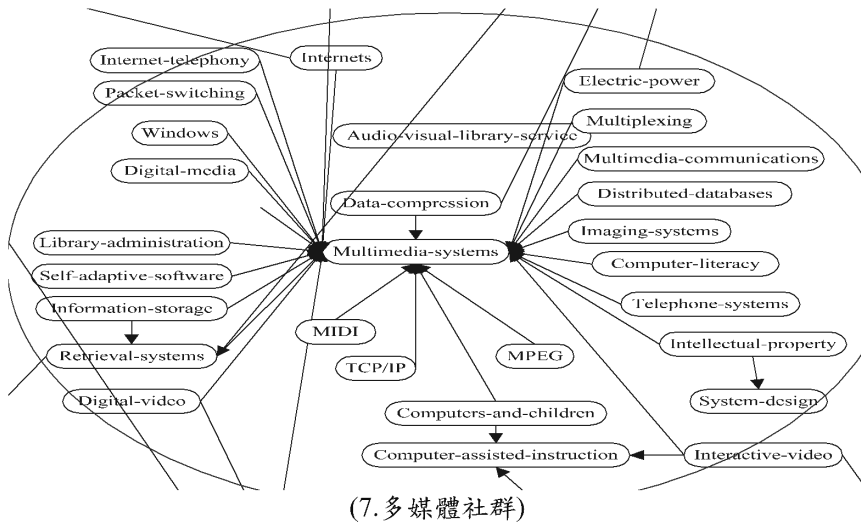 Internet-telephony
Internets
Packet-switching
Electric-power
Windows
Audio-visual-library-service
Multiplexing
Digital-media
Multimedia-communications
Data-compression
Distributed-databases
Library-administration
Multimedia-systems
Imaging-systems
Self-adaptive-software
Computer-literacy
Information-storage
Telephone-systems
MIDI
Retrieval-systems
TCP/IP
MPEG
Intellectual-property
Digital-video
Computers-and-children
System-design
Computer-assisted-instruction
Interactive-video
(7.多媒體社群)